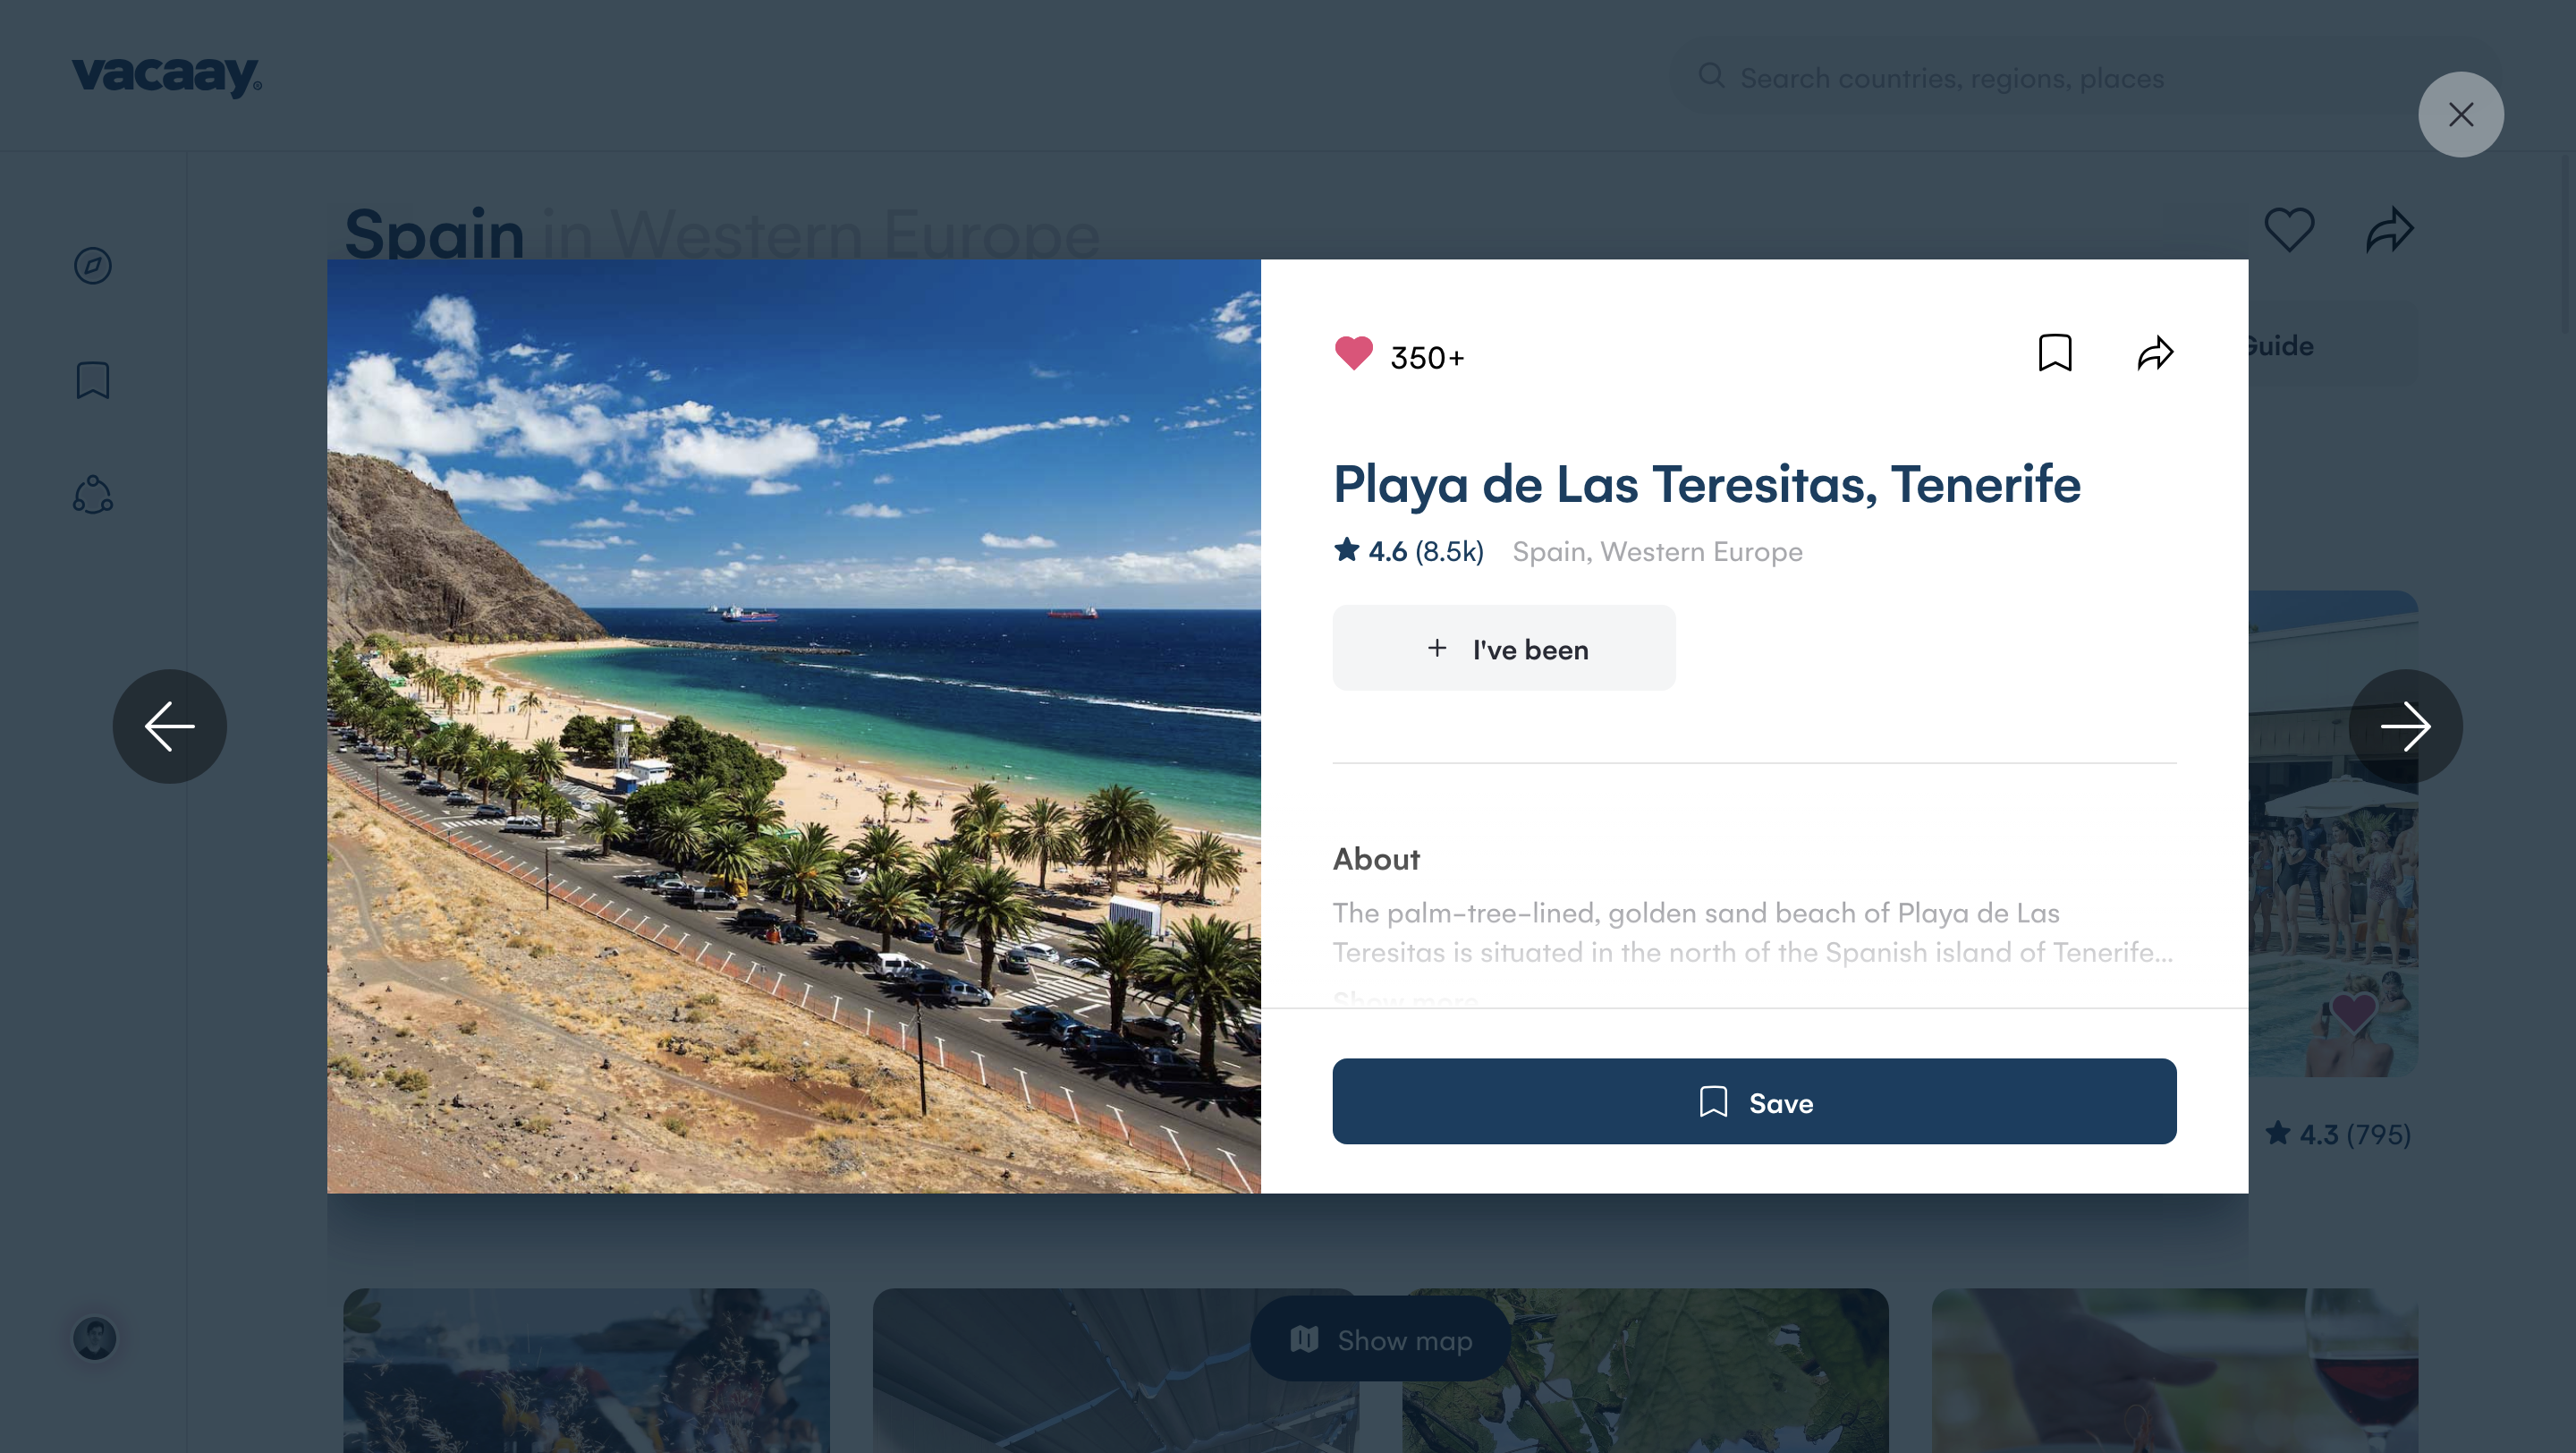 vacaay
Search countries, regions, places
Spain in Western Europe
Guide
350+
Playa de Las Teresitas, Tenerife
4.6 (8.5k) Spain, Western Europe
+ I've been
About
The palm-tree-lined, golden sand beach of Playa de Las
Teresitas is situated in the north of the Spanish island of Tenerife...
Show more
Save
4.3 (795)
Show map